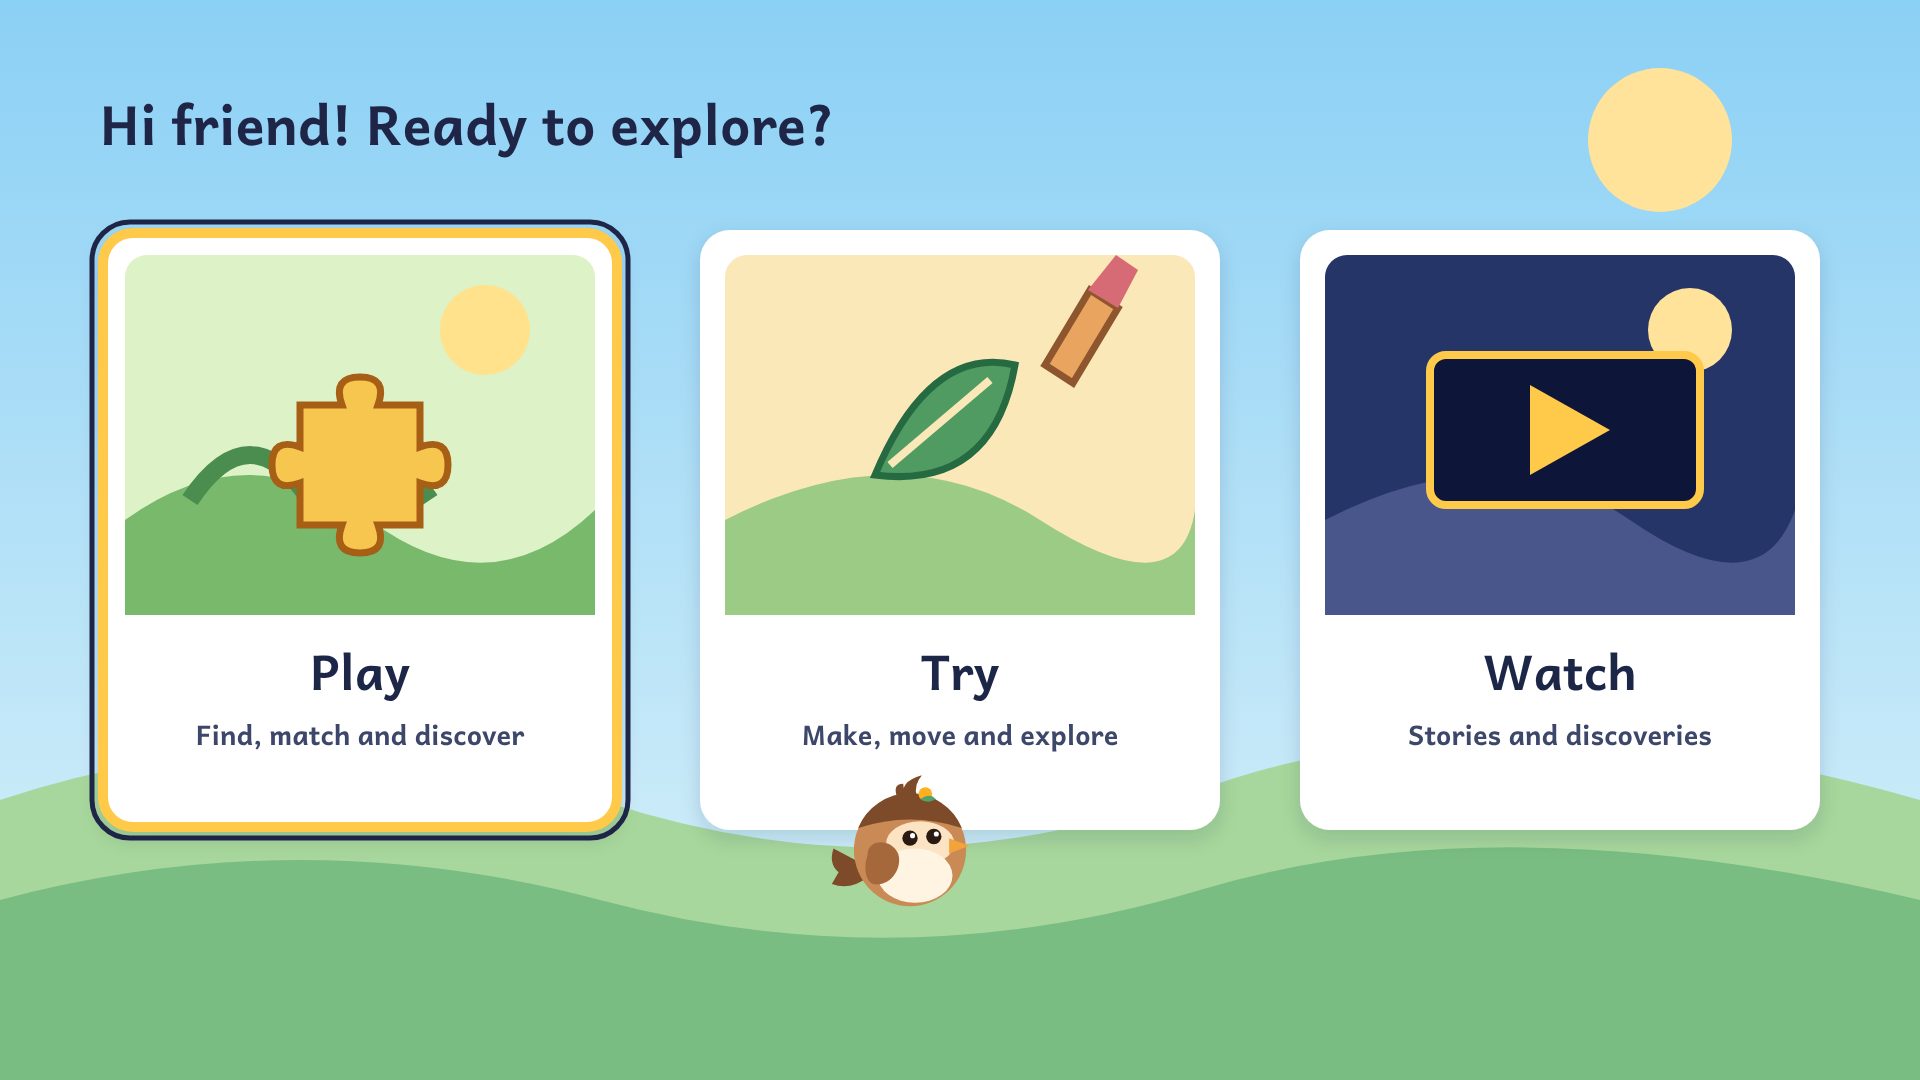 Hi friend! Ready to explore?
Play
Find, match and discover
Try
Make, move and explore
Watch
Stories and discoveries